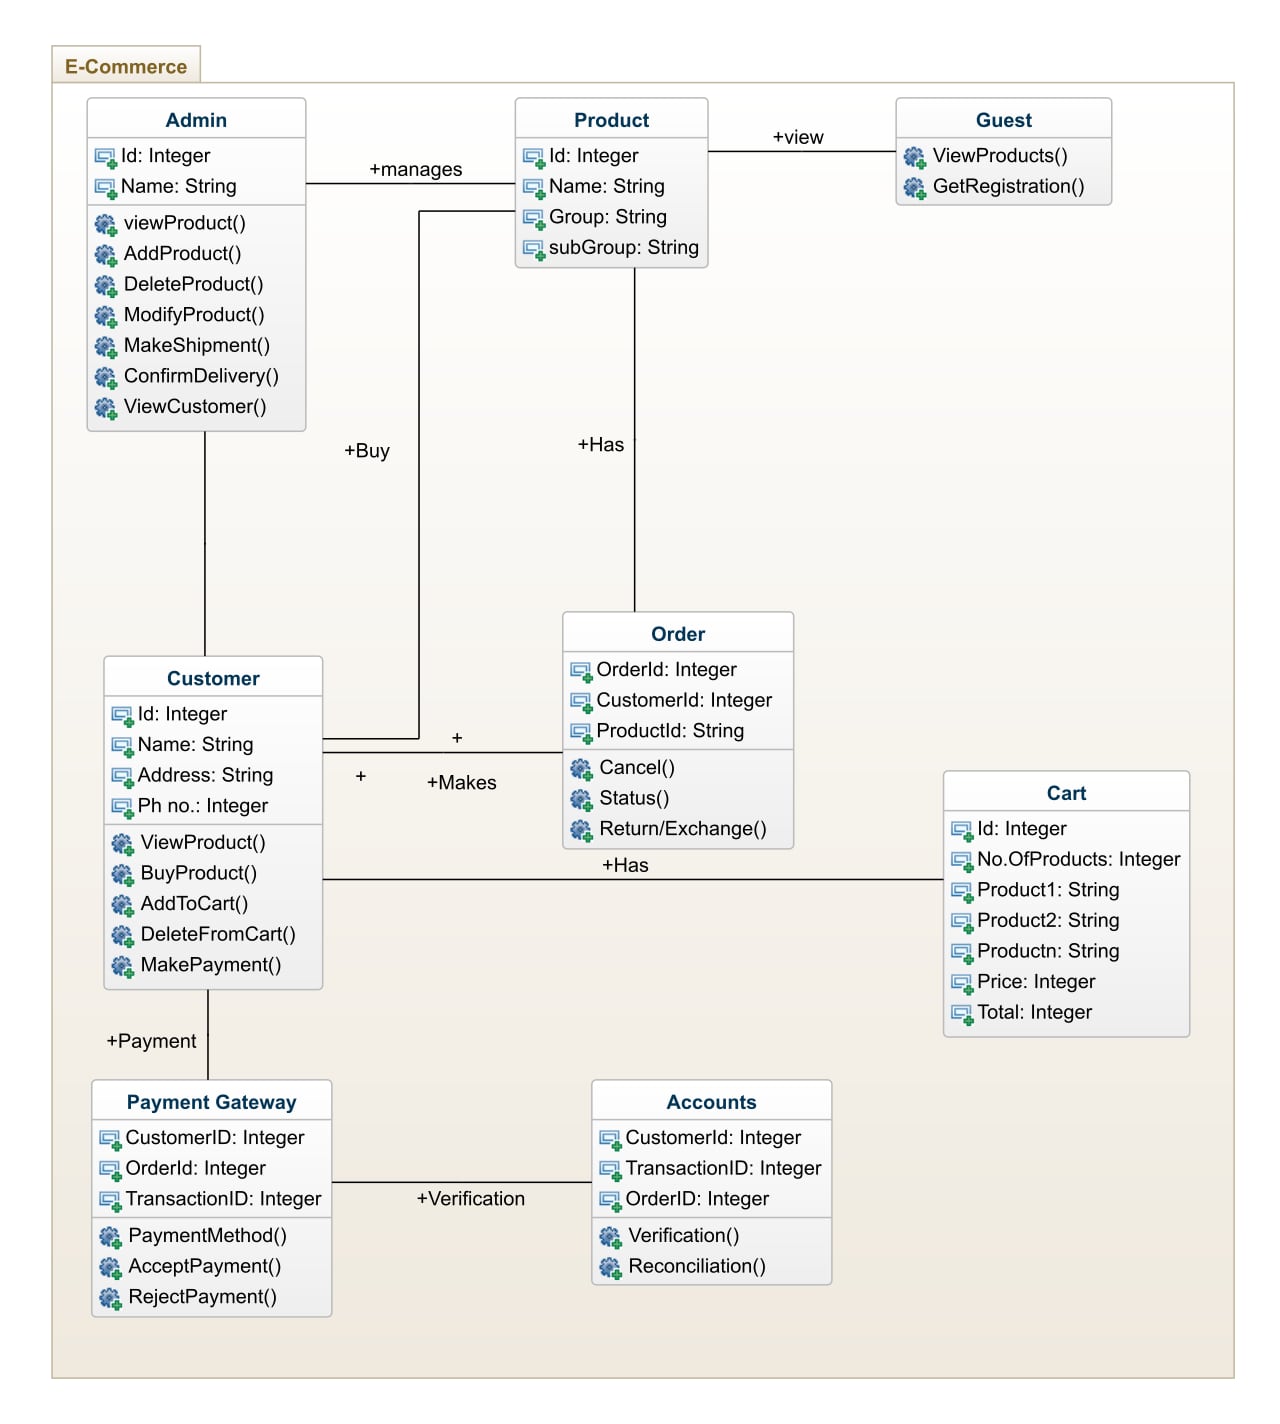 E-Commerce
Admin
Id: Integer
Name: String
viewProduct()
AddProduct()
DeleteProduct()
ModifyProduct()
MakeShipment()
ConfirmDelivery()
ViewCustomer()
+manages
Product
Id: Integer
Name: String
Group: String
subGroup: String
+view
Guest
ViewProducts()
GetRegistration()
+Buy
+Has
Order
OrderId: Integer
CustomerId: Integer
ProductId: String
Cancel()
Status()
Return/Exchange()
Customer
Id: Integer
Name: String
Address: String
Ph no.: Integer
ViewProduct()
BuyProduct()
AddToCart()
DeleteFromCart()
MakePayment()
+
+
+Makes
+Has
Cart
Id: Integer
No.OfProducts: Integer
Product1: String
Product2: String
Productn: String
Price: Integer
Total: Integer
+Payment
Payment Gateway
CustomerID: Integer
OrderId: Integer
TransactionID: Integer
PaymentMethod()
AcceptPayment()
RejectPayment()
+Verification
Accounts
CustomerId: Integer
TransactionID: Integer
OrderID: Integer
Verification()
Reconciliation()